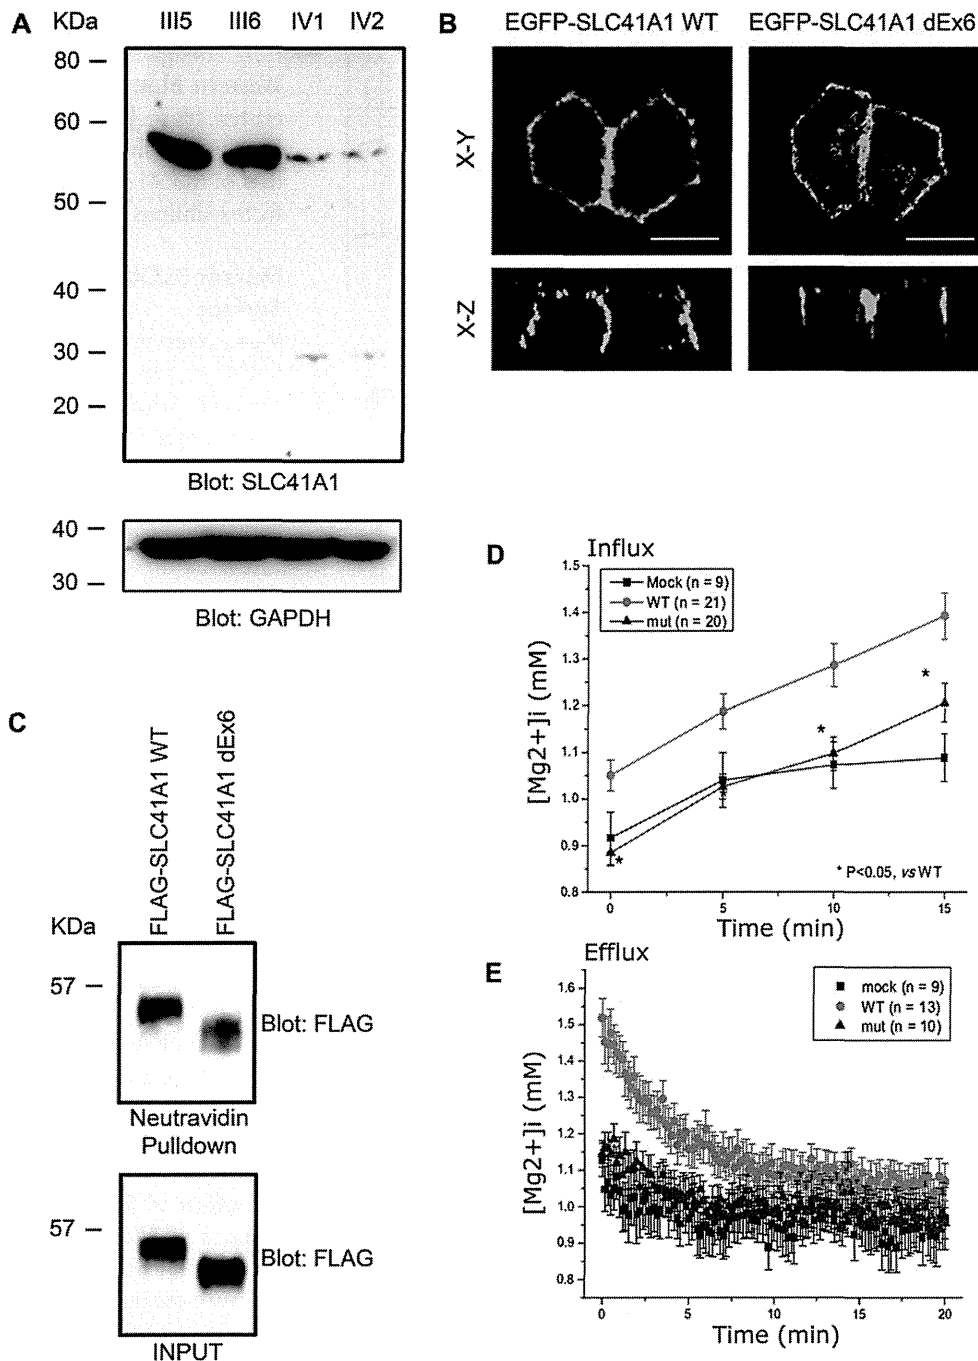 A
KDa
III5 III6 IV1 IV2
80
60
50
40
30
20
Blot: SLC41A1
40
30
Blot: GAPDH
B
EGFP-SLC41A1 WT
EGFP-SLC41A1 dEx6
X-Y
X-Z
C
FLAG-SLC41A1 WT
FLAG-SLC41A1 dEx6
KDa
57
Blot: FLAG
Neutravidin
Pulldown
57
Blot: FLAG
INPUT
D
Influx
Mock (n = 9)
WT (n = 21)
mut (n = 20)
[Mg2+]i (mM)
1.5
1.4
1.3
1.2
1.1
1.0
0.9
0.8
*
*
*
*
* P<0.05, vs WT
0 5 10 15
Time (min)
E
Efflux
mock (n = 9)
WT (n = 13)
mut (n = 10)
[Mg2+]i (mM)
1.6
1.5
1.4
1.3
1.2
1.1
1.0
0.9
0.8
0 5 10 15 20
Time (min)